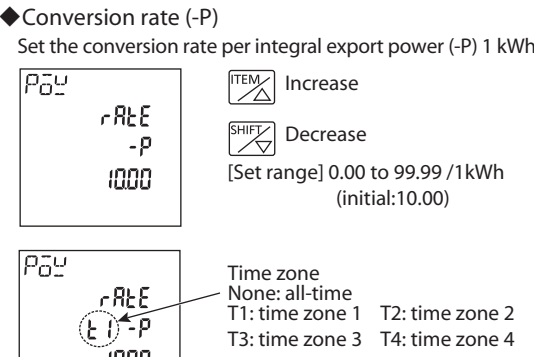 ◆Conversion rate (-P)
Set the conversion rate per integral export power (-P) 1 kWh
PoW
rAtE
-P
10.00
ITEM△ Increase
SHIFT▽ Decrease
[Set range] 0.00 to 99.99 /1kWh
(initial:10.00)
PoW
rAtE
t1 -P
Time zone
None: all-time
T1: time zone 1 T2: time zone 2
T3: time zone 3 T4: time zone 4